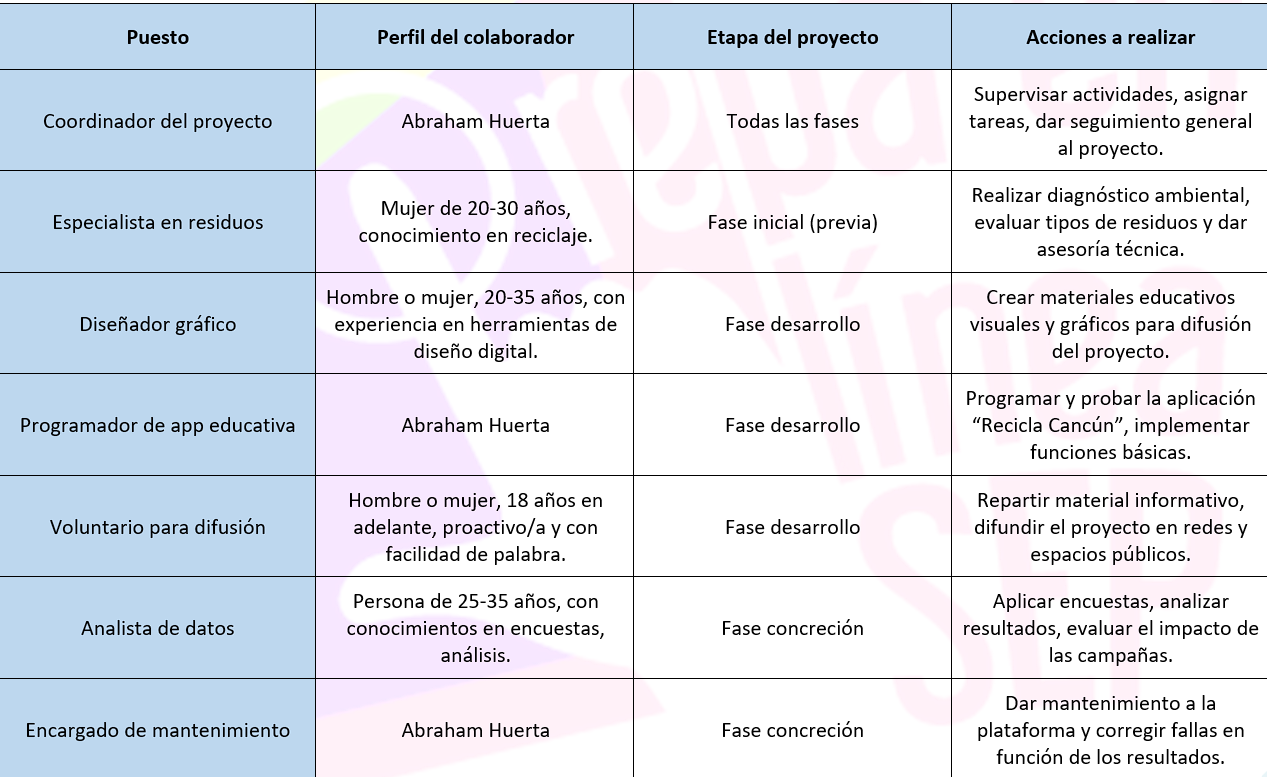 Puesto
Perfil del colaborador
Etapa del proyecto
Acciones a realizar
Coordinador del proyecto
Abraham Huerta
Todas las fases
Supervisar actividades, asignar
tareas, dar seguimiento general
al proyecto.
Especialista en residuos
Mujer de 20-30 años,
conocimiento en reciclaje.
Fase inicial (previa)
Realizar diagnóstico ambiental,
evaluar tipos de residuos y dar
asesoría técnica.
Diseñador gráfico
Hombre o mujer, 20-35 años, con
experiencia en herramientas de
diseño digital.
Fase desarrollo
Crear materiales educativos
visuales y gráficos para difusión
del proyecto.
Programador de app educativa
Abraham Huerta
Fase desarrollo
Programar y probar la aplicación
“Recicla Cancún”, implementar
funciones básicas.
Voluntario para difusión
Hombre o mujer, 18 años en
adelante, proactivo/a y con
facilidad de palabra.
Fase desarrollo
Repartir material informativo,
difundir el proyecto en redes y
espacios públicos.
Analista de datos
Persona de 25-35 años, con
conocimientos en encuestas,
análisis.
Fase concreción
Aplicar encuestas, analizar
resultados, evaluar el impacto de
las campañas.
Encargado de mantenimiento
Abraham Huerta
Fase concreción
Dar mantenimiento a la
plataforma y corregir fallas en
función de los resultados.
Prepa en
línea
SEP